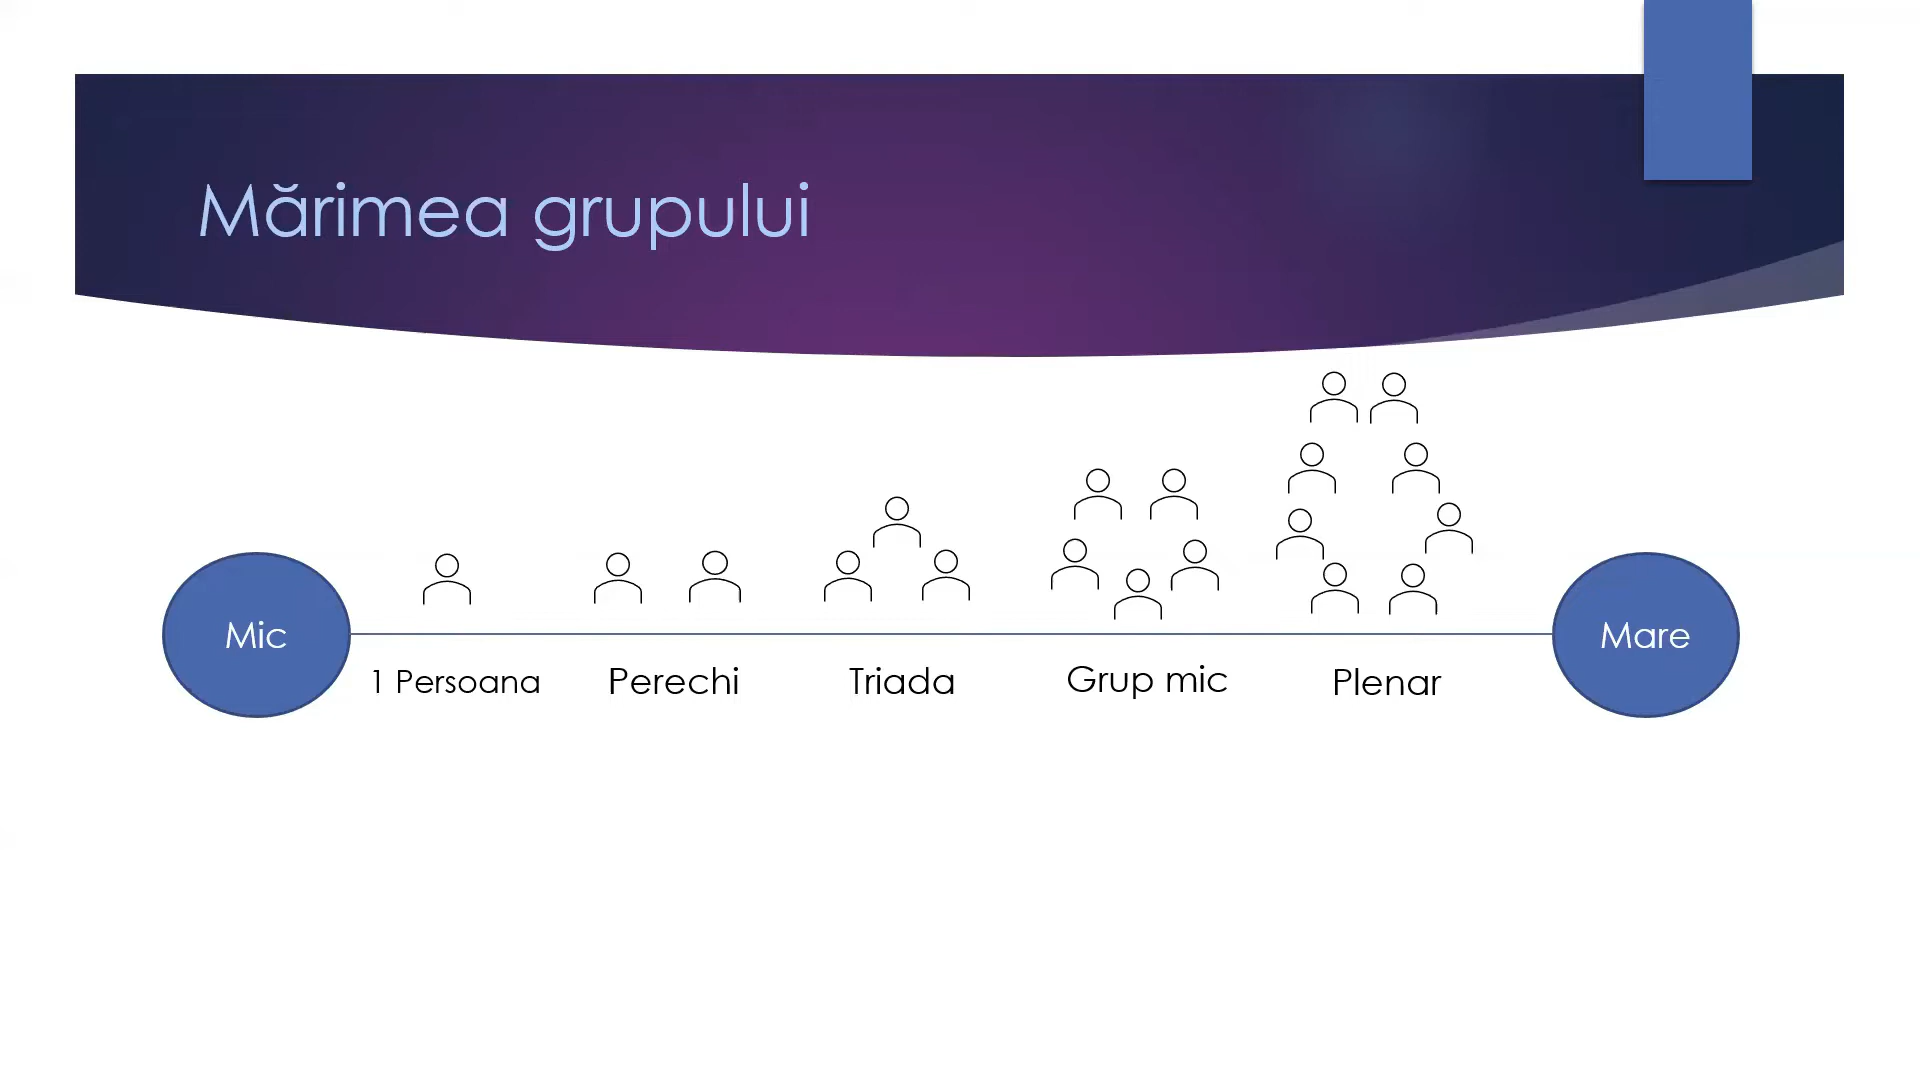 Mărimea grupului
Mic
Mare
1 Persoana
Perechi
Triada
Grup mic
Plenar